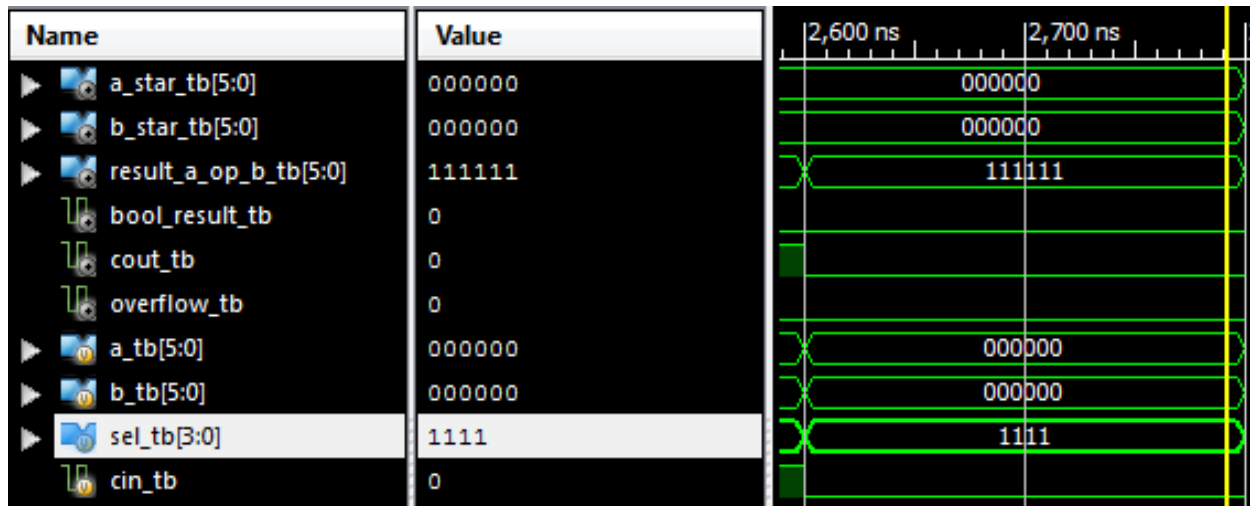 Name Value 2,600 ns 2,700 ns
a_star_tb[5:0] 000000 000000
b_star_tb[5:0] 000000 000000
result_a_op_b_tb[5:0] 111111 111111
bool_result_tb 0
cout_tb 0
overflow_tb 0
a_tb[5:0] 000000 000000
b_tb[5:0] 000000 000000
sel_tb[3:0] 1111 1111
cin_tb 0